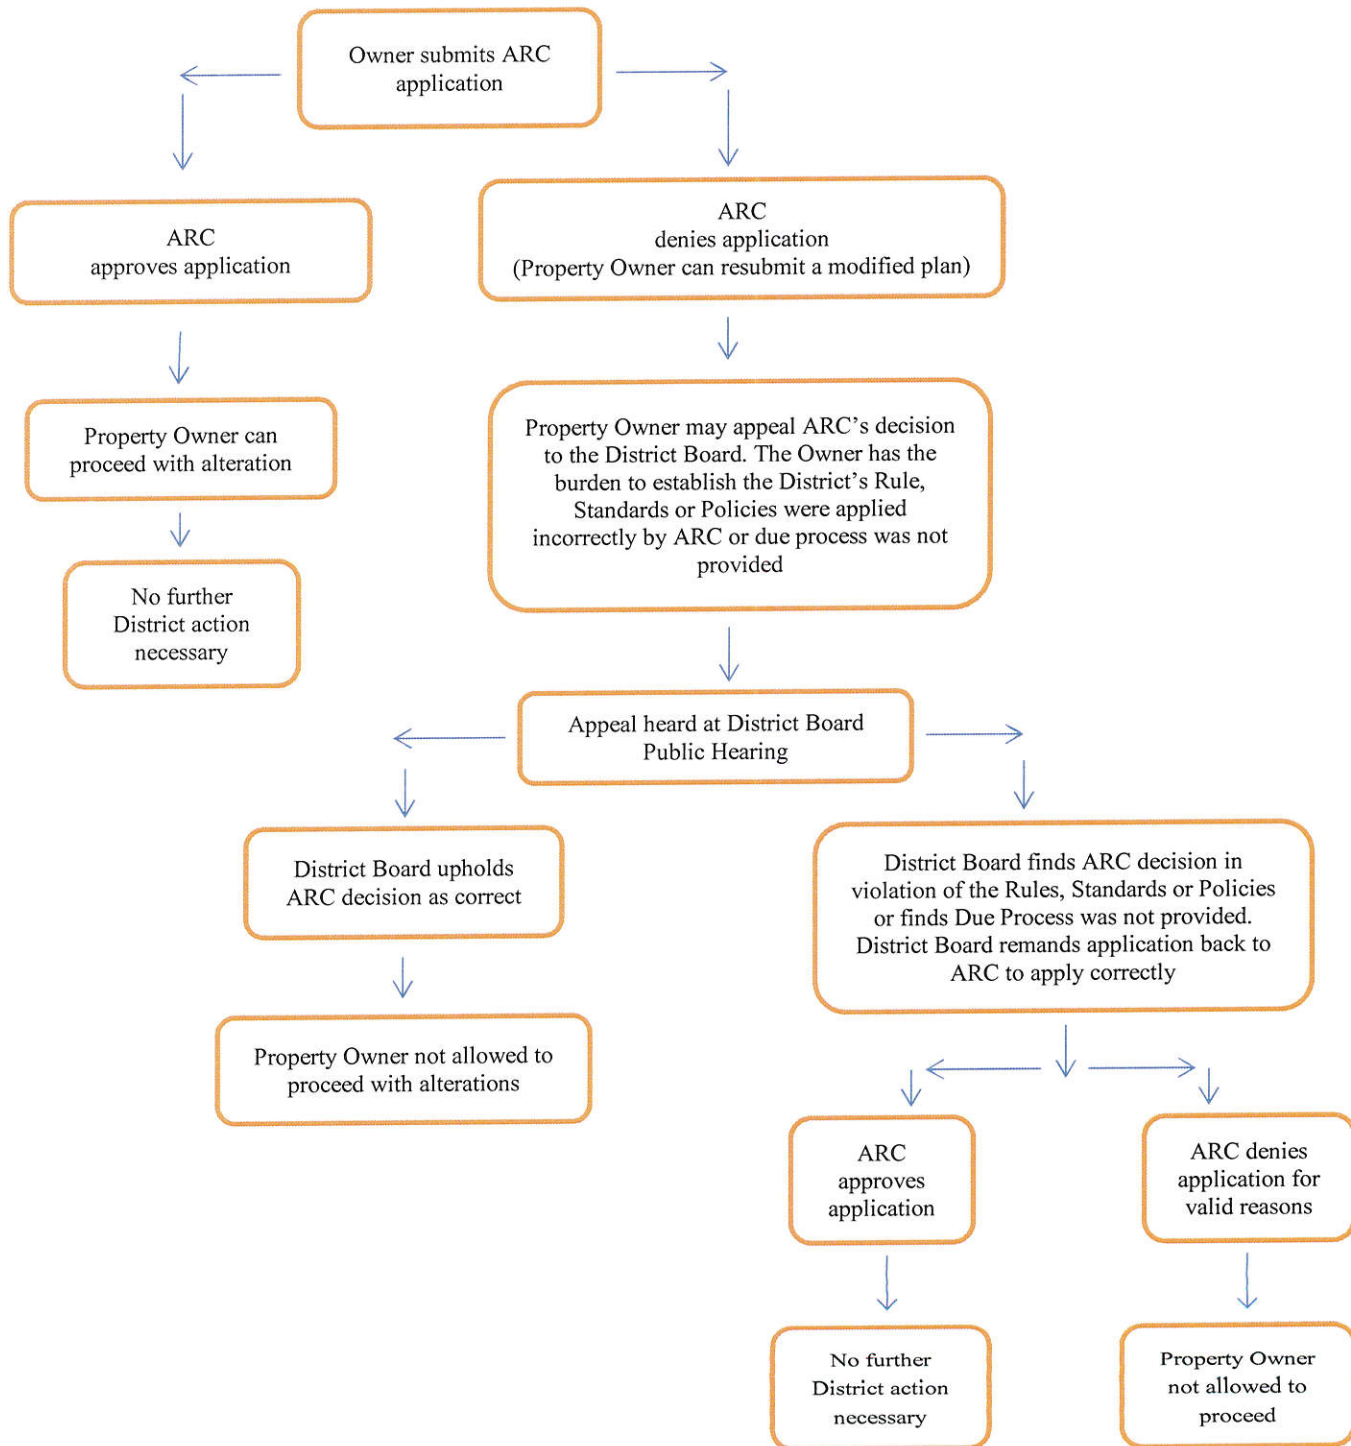 Owner submits ARC
application
ARC
approves application
ARC
denies application
(Property Owner can resubmit a modified plan)
Property Owner can
proceed with alteration
Property Owner may appeal ARC’s decision
to the District Board. The Owner has the
burden to establish the District’s Rule,
Standards or Policies were applied
incorrectly by ARC or due process was not
provided
No further
District action
necessary
Appeal heard at District Board
Public Hearing
District Board upholds
ARC decision as correct
District Board finds ARC decision in
violation of the Rules, Standards or Policies
or finds Due Process was not provided.
District Board remands application back to
ARC to apply correctly
Property Owner not allowed to
proceed with alterations
ARC
approves
application
ARC denies
application for
valid reasons
No further
District action
necessary
Property Owner
not allowed to
proceed